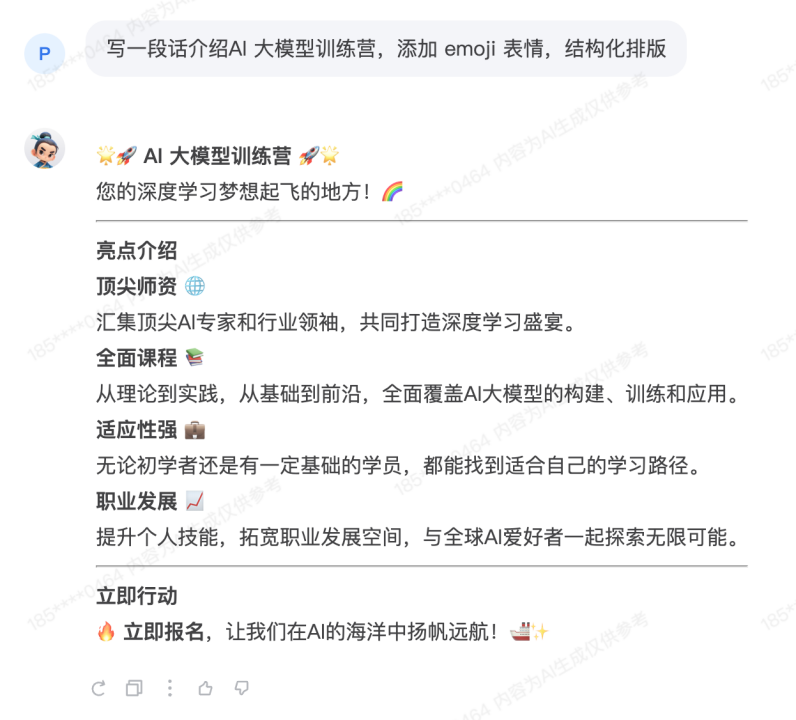 P
写一段话介绍AI 大模型训练营，添加 emoji 表情，结构化排版
🌟🚀 AI 大模型训练营 🚀🌟
您的深度学习梦想起飞的地方！🌈
亮点介绍
顶尖师资 🌐
汇集顶尖AI专家和行业领袖，共同打造深度学习盛宴。
全面课程 📚
从理论到实践，从基础到前沿，全面覆盖AI大模型的构建、训练和应用。
适应性强 💼
无论初学者还是有一定基础的学员，都能找到适合自己的学习路径。
职业发展 📈
提升个人技能，拓宽职业发展空间，与全球AI爱好者一起探索无限可能。
立即行动
🔥 立即报名，让我们在AI的海洋中扬帆远航！🚢✨
185****0464 内容为AI生成仅供参考